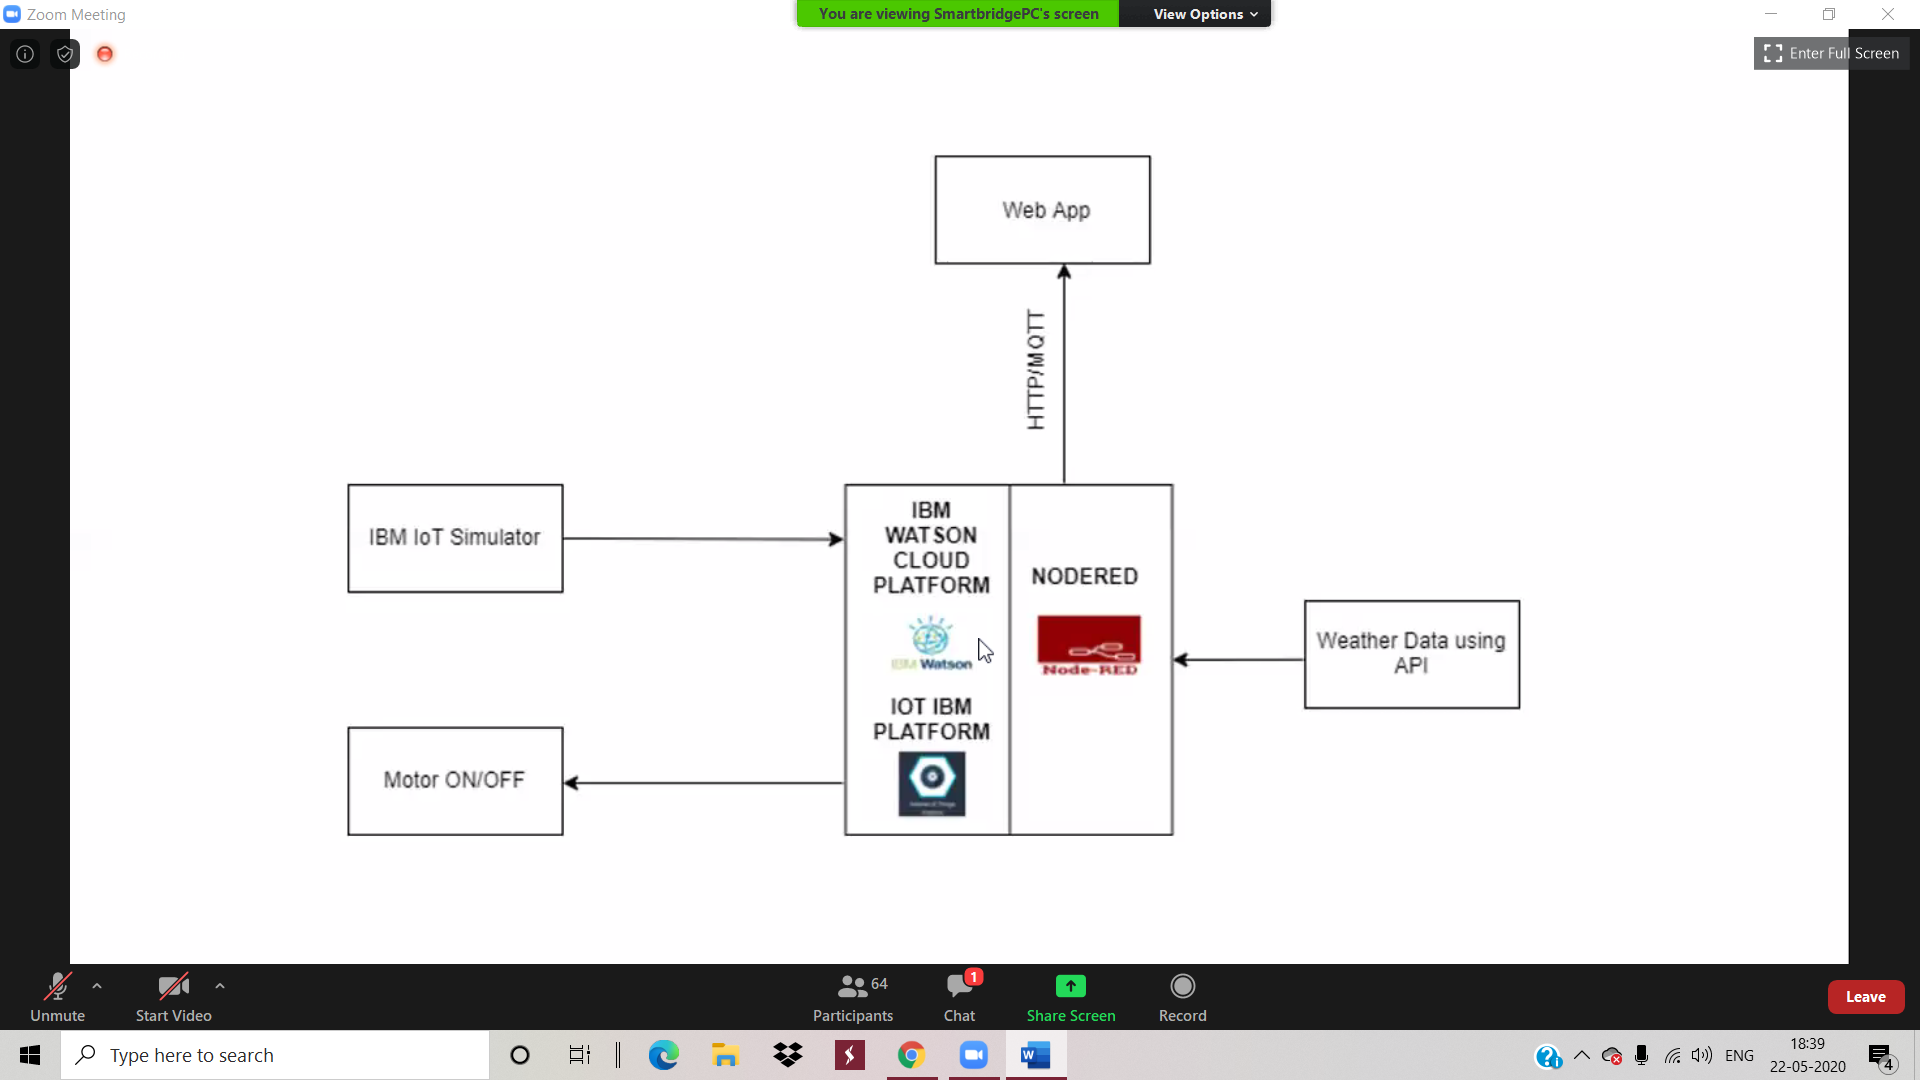 Zoom Meeting
You are viewing SmartbridgePC's screen
View Options
Enter Full Screen
Web App
HTTP/MQTT
IBM IoT Simulator
IBM
WATSON
CLOUD
PLATFORM
IBM Watson
IOT IBM
PLATFORM
NODERED
Node-RED
Weather Data using
API
Motor ON/OFF
Unmute
Start Video
64
Participants
1
Chat
Share Screen
Record
Leave
Type here to search
ENG
18:39
22-05-2020
4